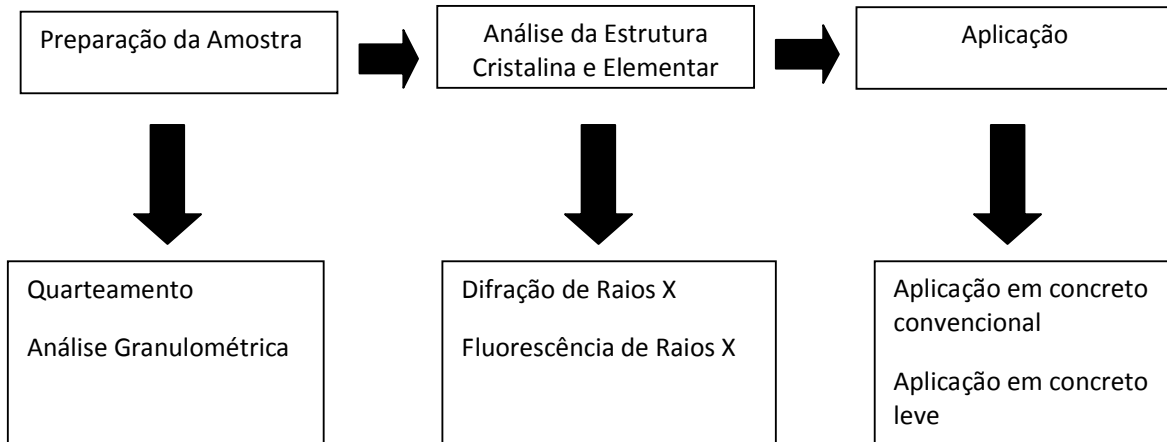 Preparação da Amostra
Análise da Estrutura
Cristalina e Elementar
Aplicação
Quarteamento
Análise Granulométrica
Difração de Raios X
Fluorescência de Raios X
Aplicação em concreto
convencional
Aplicação em concreto
leve